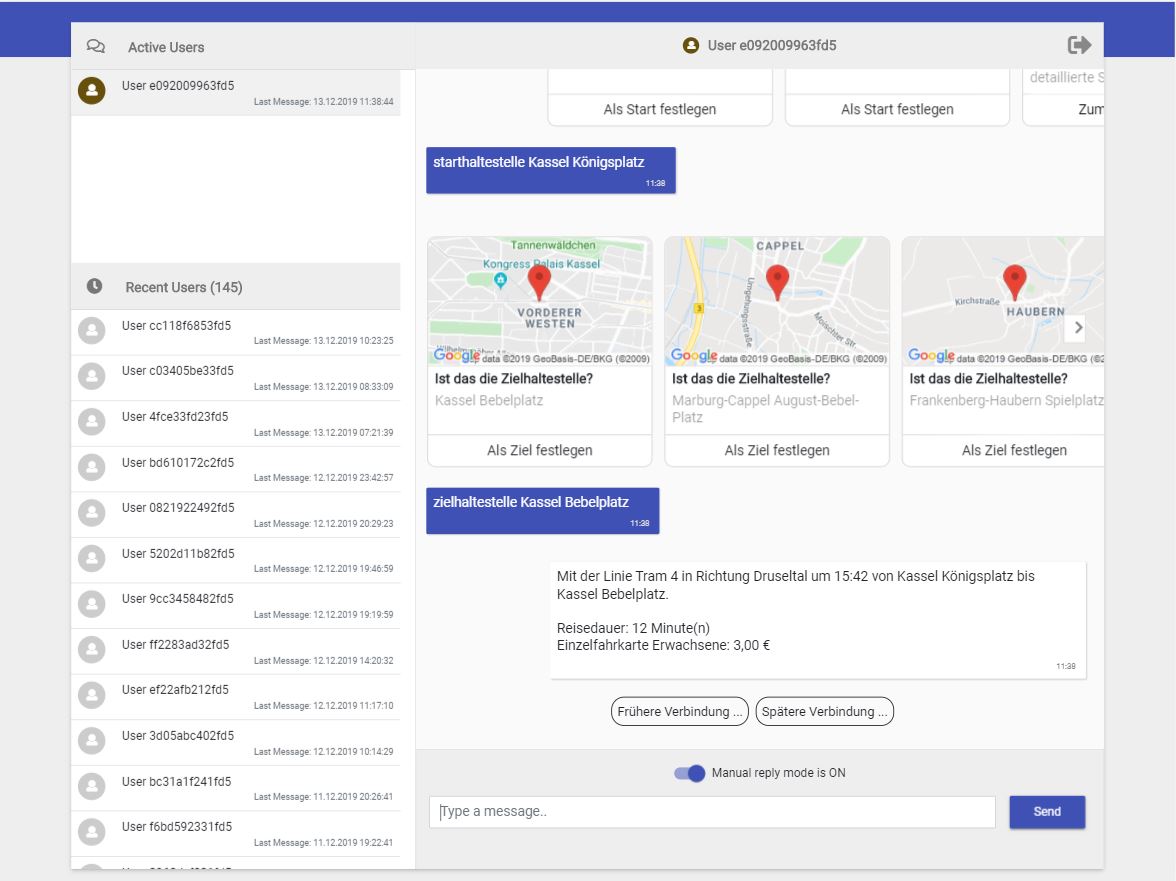 Active Users
User e092009963fd5
Last Message: 13.12.2019 11:38:44
Recent Users (145)
User cc118f6853fd5
Last Message: 13.12.2019 10:23:25
User c03405be33fd5
Last Message: 13.12.2019 08:33:09
User 4fce33fd23fd5
Last Message: 13.12.2019 07:21:39
User bd610172c2fd5
Last Message: 12.12.2019 23:42:57
User 0821922492fd5
Last Message: 12.12.2019 20:29:23
User 5202d11b82fd5
Last Message: 12.12.2019 19:46:59
User 9cc3458482fd5
Last Message: 12.12.2019 19:19:59
User ff2283ad32fd5
Last Message: 12.12.2019 14:20:32
User ef22afb212fd5
Last Message: 12.12.2019 11:17:10
User 3d05abc402fd5
Last Message: 12.12.2019 10:14:29
User bc31a1f241fd5
Last Message: 11.12.2019 20:26:41
User f6bd592331fd5
Last Message: 11.12.2019 19:22:41
User e092009963fd5
detaillierte S
Als Start festlegen
Als Start festlegen
Zum
starthaltestelle Kassel Königsplatz
11:38
Tannenwäldchen
Kongress Palais Kassel
VORDERER
WESTEN
Google
data ©2019 GeoBasis-DE/BKG (©2009)
Ist das die Zielhaltestelle?
Kassel Bebelplatz
Als Ziel festlegen
CAPPEL
Umgehungsstraße
3
Moischter Str.
Google
data ©2019 GeoBasis-DE/BKG (©2009)
Ist das die Zielhaltestelle?
Marburg-Cappel August-Bebel-
Platz
Als Ziel festlegen
Kirchstraße
HAUBERN
Google
data ©2019 GeoBasis-DE/BKG (©2
Ist das die Zielhaltestelle?
Frankenberg-Haubern Spielplatz
Als Ziel festlegen
zielhaltestelle Kassel Bebelplatz
11:38
Mit der Linie Tram 4 in Richtung Druseltal um 15:42 von Kassel Königsplatz bis
Kassel Bebelplatz.
Reisedauer: 12 Minute(n)
Einzelfahrkarte Erwachsene: 3,00 €
11:39
Frühere Verbindung ...
Spätere Verbindung ...
Manual reply mode is ON
Type a message..
Send